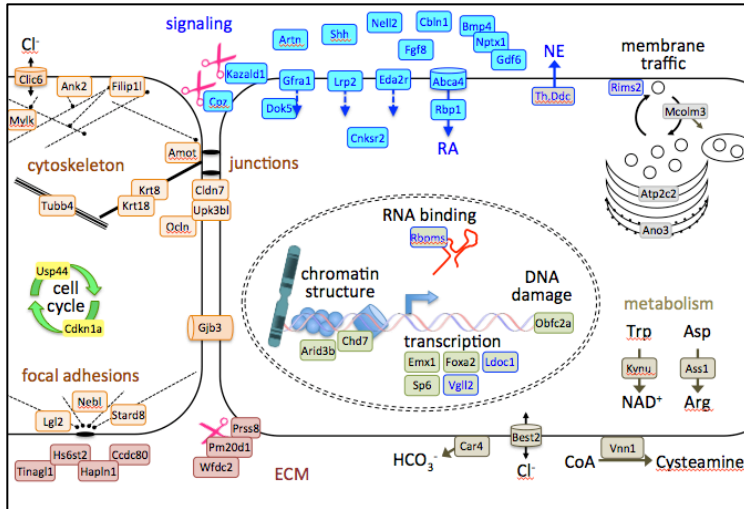 signaling
Artn
Shh
Nell2
Cbln1
Bmp4
Nptx1
Gdf6
Fgf8
NE
membrane
traffic
Cl-
Clic6
Ank2
Filip1l
Mylk
Kazald1
Cpz
Gfra1
Lrp2
Eda2r
Abca4
Th,Ddc
Rims2
Mcolm3
Dok5
Rbp1
Cnksr2
RA
Amot
cytoskeleton
junctions
Krt8
Cldn7
Tubb4
Krt18
Upk3bl
Ocln
Atp2c2
Ano3
RNA binding
Rbpms
Usp44
cell
cycle
Cdkn1a
chromatin
structure
DNA
damage
Obfc2a
metabolism
Gjb3
Chd7
Arid3b
transcription
Emx1
Foxa2
Ldoc1
Sp6
Vgll2
Trp
Asp
Kynu
Ass1
NAD+
Arg
focal adhesions
Nebl
Lgl2
Stard8
Prss8
Pm20d1
Wfdc2
Hs6st2
Ccdc80
Tinagl1
Hapln1
ECM
HCO3-
Car4
Best2
Cl-
Vnn1
CoA
Cysteamine